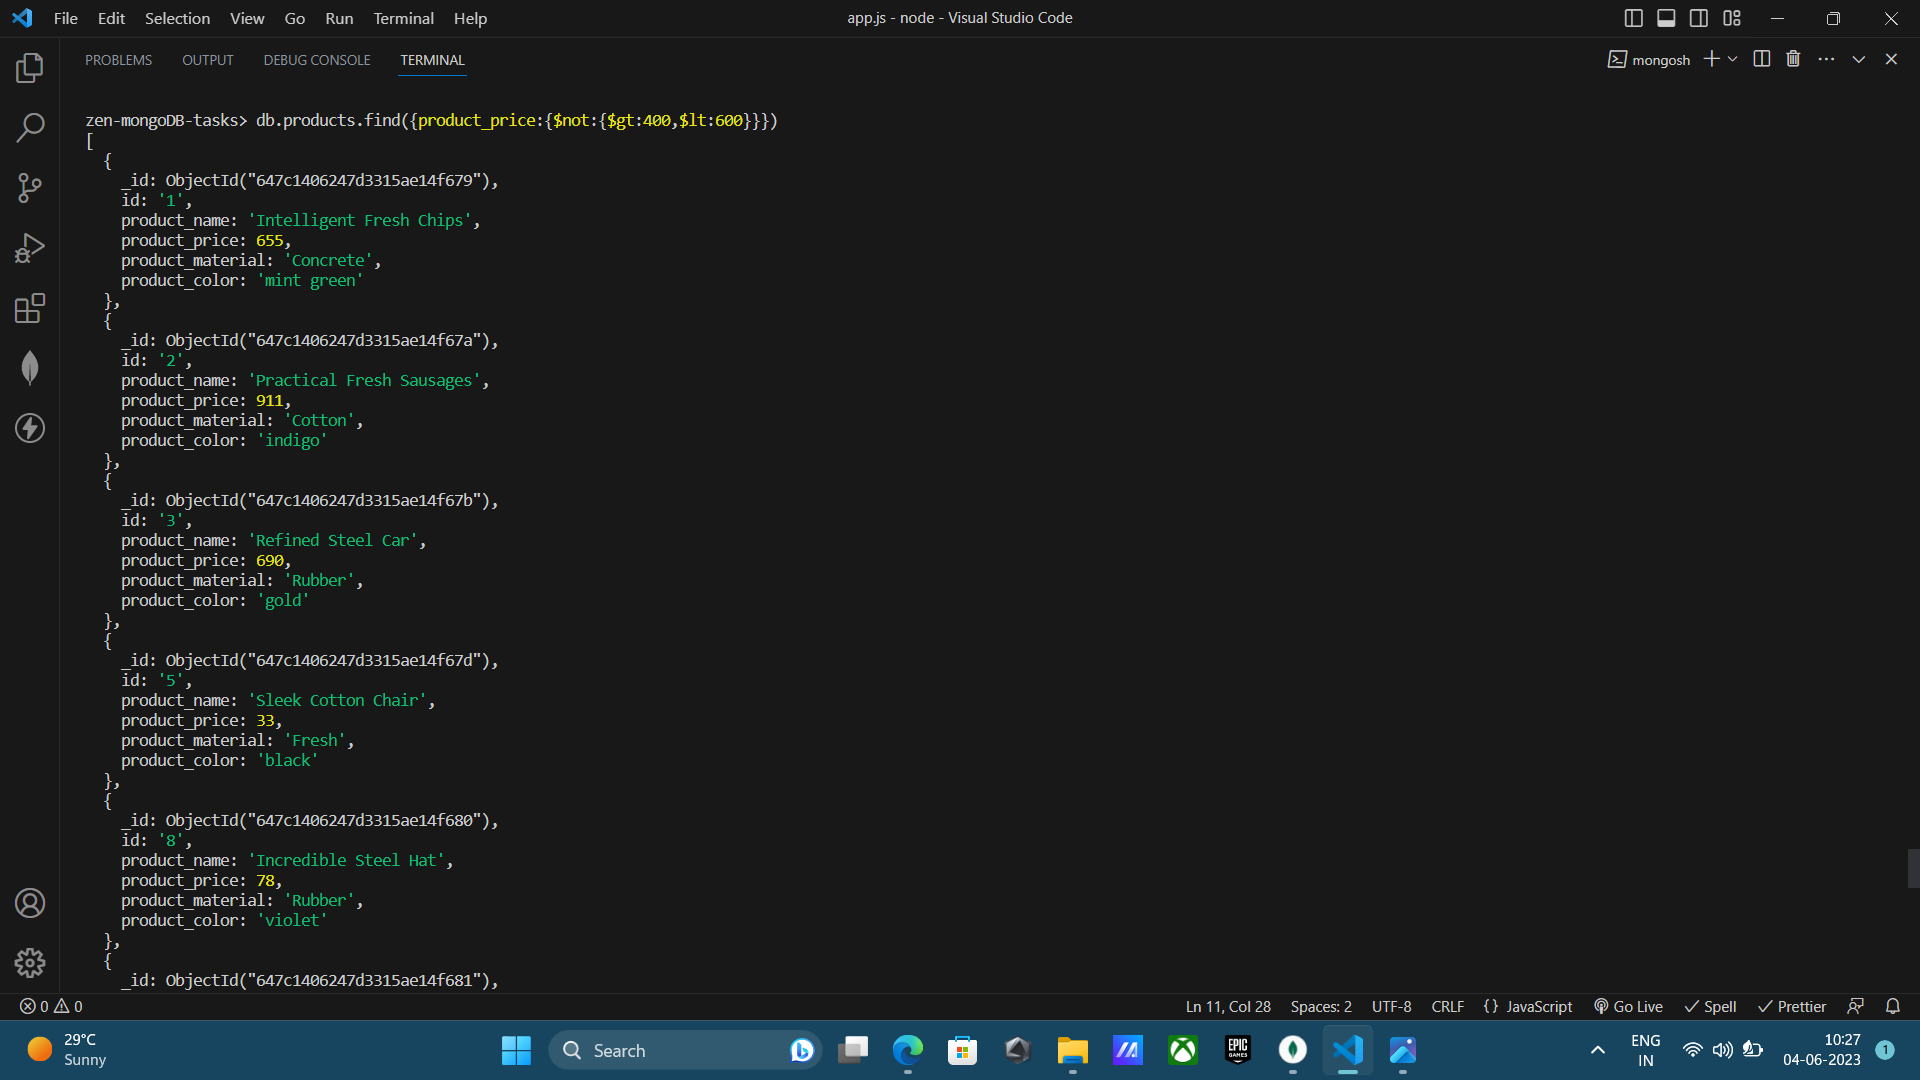 File Edit Selection View Go Run Terminal Help
app.js - node - Visual Studio Code
PROBLEMS OUTPUT DEBUG CONSOLE TERMINAL
mongosh
zen-mongoDB-tasks> db.products.find({product_price:{$not:{$gt:400,$lt:600}}})
[
  {
    _id: ObjectId("647c1406247d3315ae14f679"),
    id: '1',
    product_name: 'Intelligent Fresh Chips',
    product_price: 655,
    product_material: 'Concrete',
    product_color: 'mint green'
  },
  {
    _id: ObjectId("647c1406247d3315ae14f67a"),
    id: '2',
    product_name: 'Practical Fresh Sausages',
    product_price: 911,
    product_material: 'Cotton',
    product_color: 'indigo'
  },
  {
    _id: ObjectId("647c1406247d3315ae14f67b"),
    id: '3',
    product_name: 'Refined Steel Car',
    product_price: 690,
    product_material: 'Rubber',
    product_color: 'gold'
  },
  {
    _id: ObjectId("647c1406247d3315ae14f67d"),
    id: '5',
    product_name: 'Sleek Cotton Chair',
    product_price: 33,
    product_material: 'Fresh',
    product_color: 'black'
  },
  {
    _id: ObjectId("647c1406247d3315ae14f680"),
    id: '8',
    product_name: 'Incredible Steel Hat',
    product_price: 78,
    product_material: 'Rubber',
    product_color: 'violet'
  },
  {
    _id: ObjectId("647c1406247d3315ae14f681"),
0 0
Ln 11, Col 28 Spaces: 2 UTF-8 CRLF {} JavaScript Go Live Spell Prettier
29°C
Sunny
Search
EPIC
GAMES
ENG
IN
10:27
04-06-2023
1